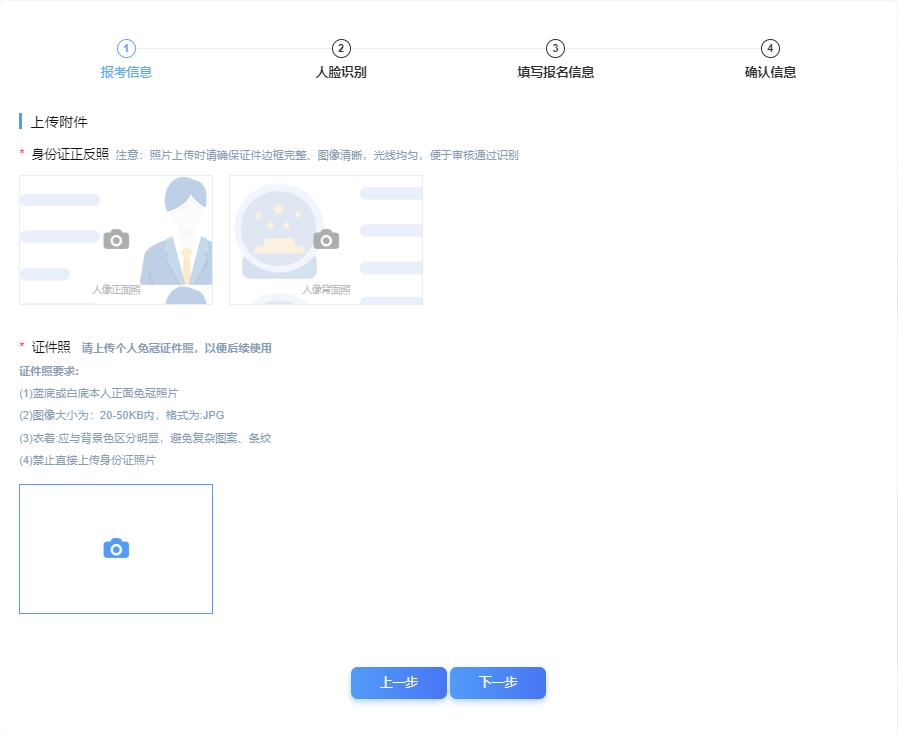 1 2 3 4
报考信息 人脸识别 填写报名信息 确认信息
上传附件
* 身份证正反照 注意：照片上传时请确保证件边框完整、图像清晰，光线均匀，便于审核通过识别
人像正面照 人像背面照
* 证件照 请上传个人免冠证件照，以便后续使用
证件照要求：
(1)蓝底或白底本人正面免冠照片
(2)图像大小为：20-50KB内，格式为:JPG
(3)衣着:应与背景色区分明显，避免复杂图案、条纹
(4)禁止直接上传身份证照片
上一步 下一步